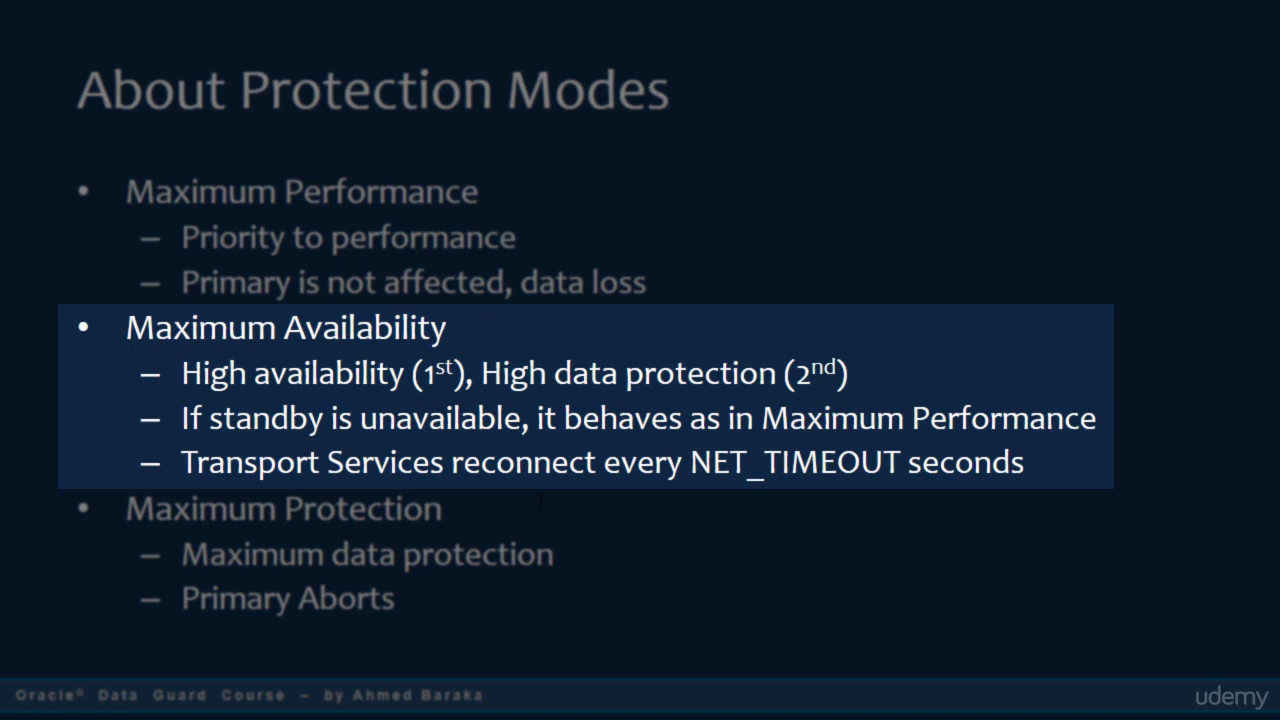 About Protection Modes
• Maximum Performance
– Priority to performance
– Primary is not affected, data loss
• Maximum Availability
– High availability (1st), High data protection (2nd)
– If standby is unavailable, it behaves as in Maximum Performance
– Transport Services reconnect every NET_TIMEOUT seconds
• Maximum Protection
– Maximum data protection
– Primary Aborts
Oracle® Data Guard Course – by Ahmed Baraka
udemy